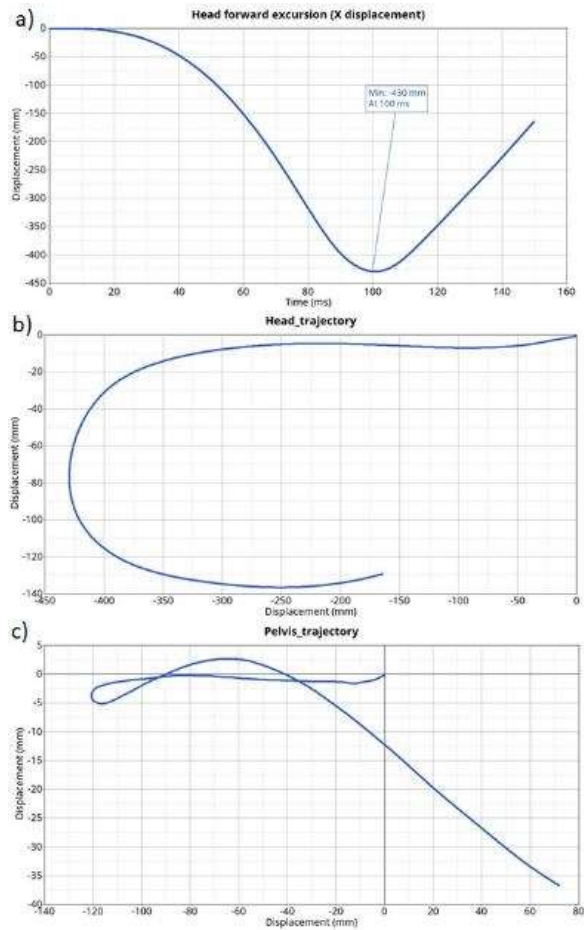 a)
Head forward excursion (X displacement)
Displacement (mm)
0
-50
-100
-150
-200
-250
-300
-350
-400
-450
Min: -430 mm
At 100 ms
0 20 40 60 80 100 120 140 160
Time (ms)
b)
Head_trajectory
Displacement (mm)
0
-20
-40
-60
-80
-100
-120
-140
-450 -400 -350 -300 -250 -200 -150 -100 -50 0
Displacement (mm)
c)
Pelvis_trajectory
Displacement (mm)
5
0
-5
-10
-15
-20
-25
-30
-35
-40
-140 -120 -100 -80 -60 -40 -20 0 20 40 60 80
Displacement (mm)